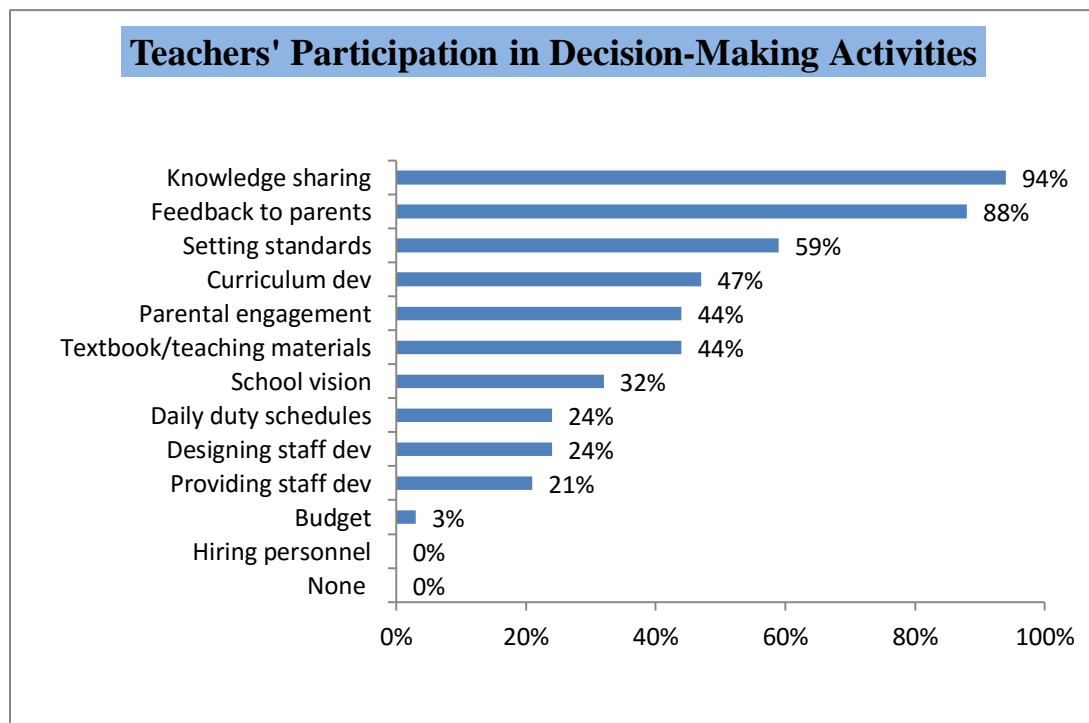 Teachers' Participation in Decision-Making Activities
Knowledge sharing 94%
Feedback to parents 88%
Setting standards 59%
Curriculum dev 47%
Parental engagement 44%
Textbook/teaching materials 44%
School vision 32%
Daily duty schedules 24%
Designing staff dev 24%
Providing staff dev 21%
Budget 3%
Hiring personnel 0%
None 0%
0% 20% 40% 60% 80% 100%